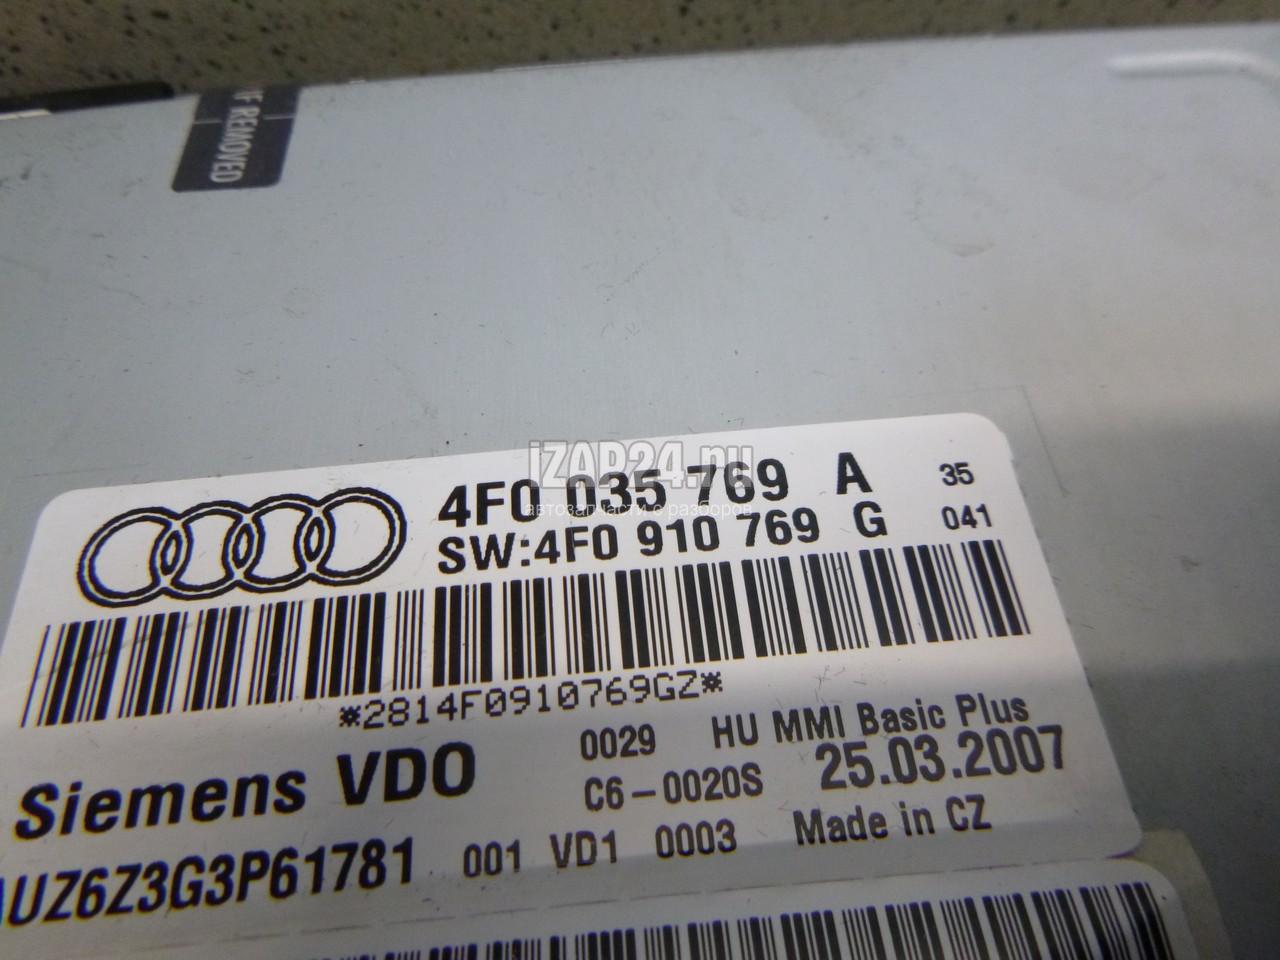 IF REMOVED
iZAP24.ru
автозапчасти с разборов
4F0 035 769 A 35
SW:4F0 910 769 G 041
*2814F0910769GZ*
0029 HU MMI Basic Plus
Siemens VDO C6-0020S 25.03.2007
AUZ6Z3G3P61781 001 VD1 0003 Made in CZ